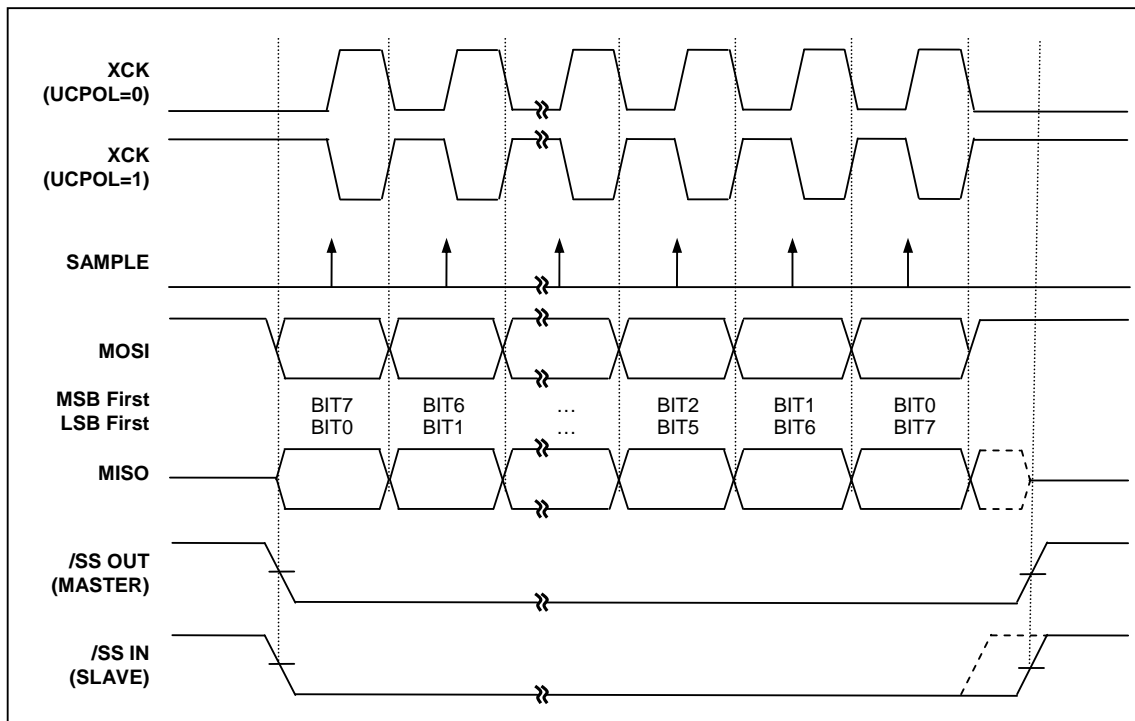 XCK
(UCPOL=0)
XCK
(UCPOL=1)
SAMPLE
MOSI
MSB First
LSB First
BIT7 BIT6 … BIT2 BIT1 BIT0
BIT0 BIT1 … BIT5 BIT6 BIT7
MISO
/SS OUT
(MASTER)
/SS IN
(SLAVE)